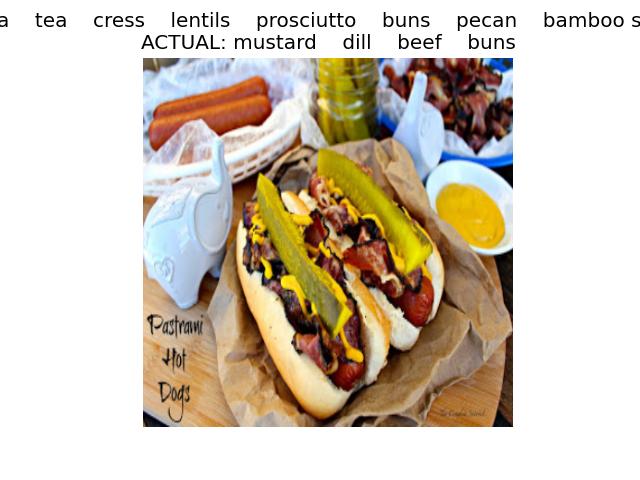 a tea cress lentils prosciutto buns pecan bamboo s
ACTUAL: mustard dill beef buns
Pastrami
Hot
Dogs